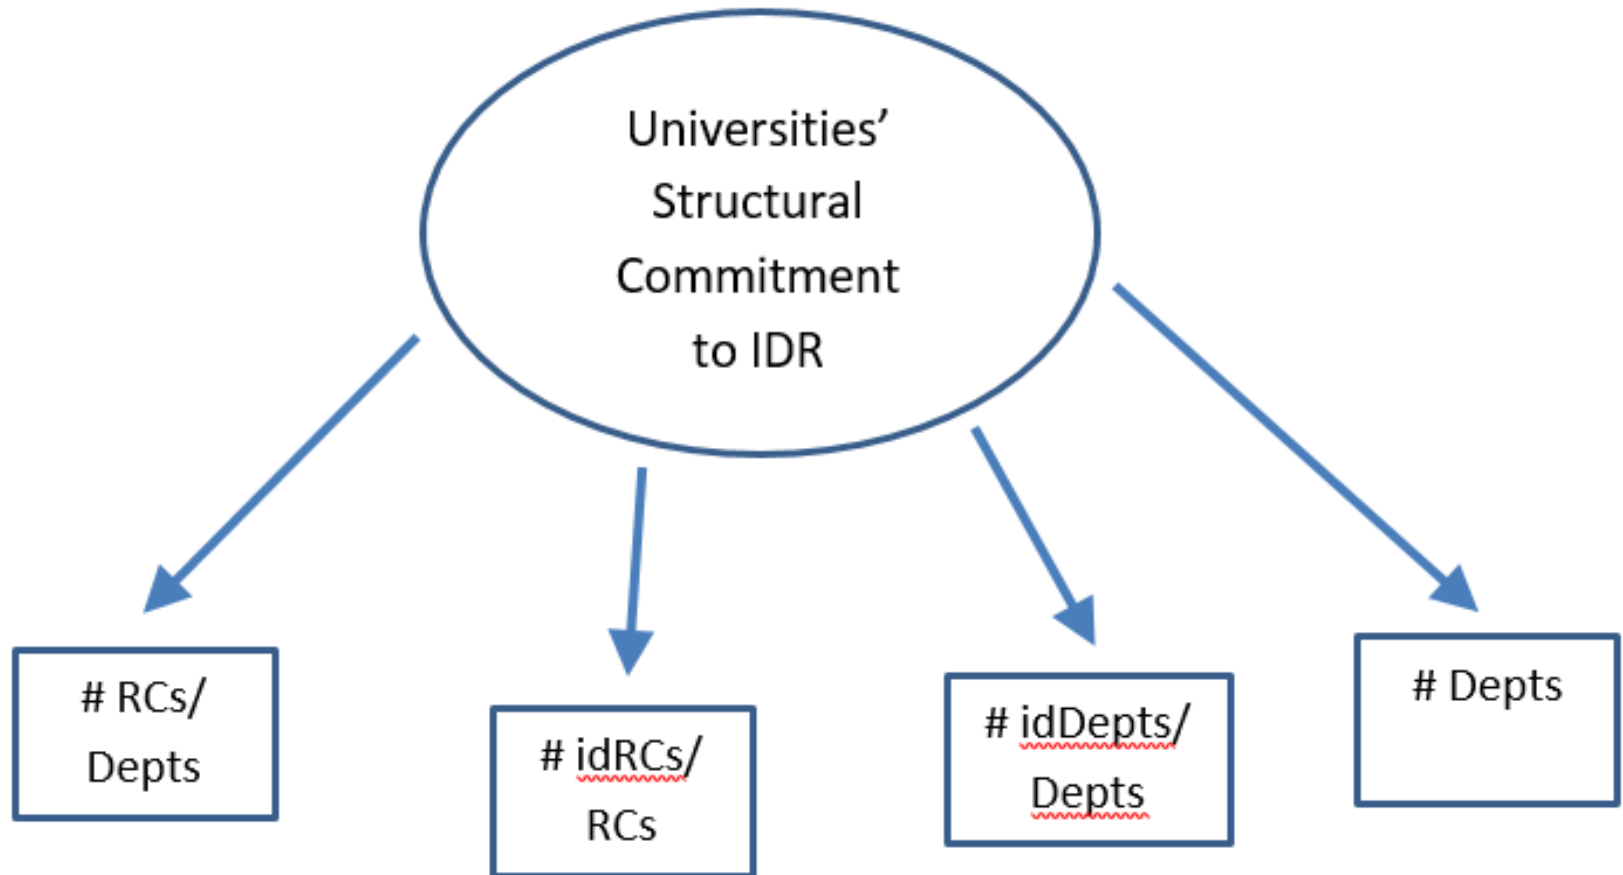 Universities’
Structural
Commitment
to IDR
# RCs/
Depts
# idRCs/
RCs
# idDepts/
Depts
# Depts